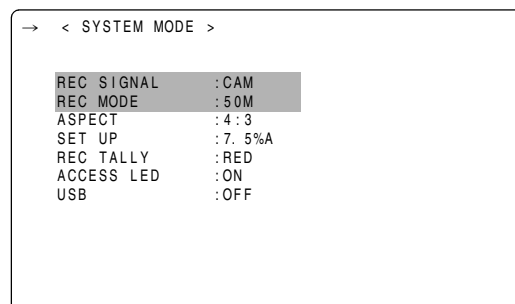 → < SYSTEM MODE >
REC SIGNAL :CAM
REC MODE :50M
ASPECT :4:3
SET UP :7.5%A
REC TALLY :RED
ACCESS LED :ON
USB :OFF